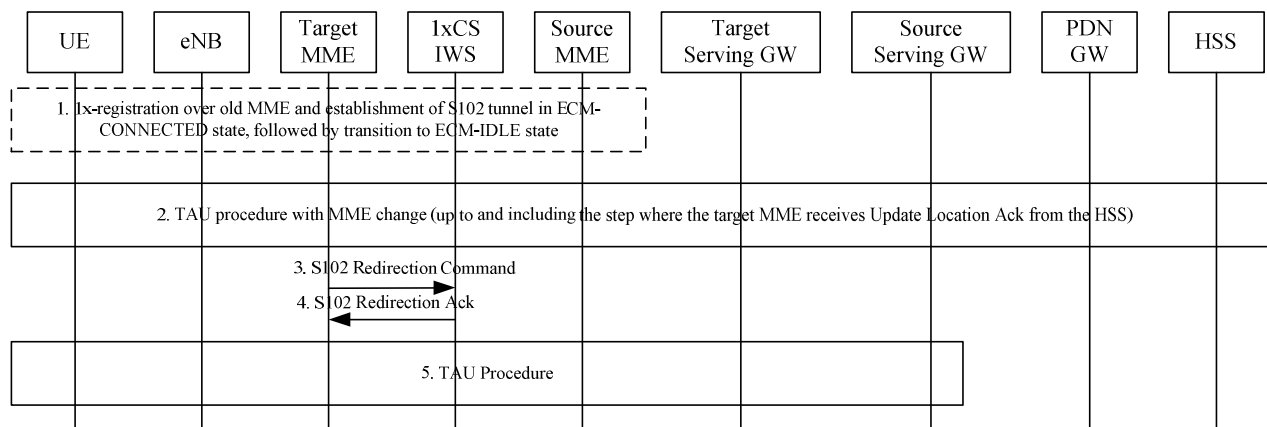 UE
eNB
Target
MME
1xCS
IWS
Source
MME
Target
Serving GW
Source
Serving GW
PDN
GW
HSS
1. 1x-registration over old MME and establishment of S102 tunnel in ECM-
CONNECTED state, followed by transition to ECM-IDLE state
2. TAU procedure with MME change (up to and including the step where the target MME receives Update Location Ack from the HSS)
3. S102 Redirection Command
4. S102 Redirection Ack
5. TAU Procedure